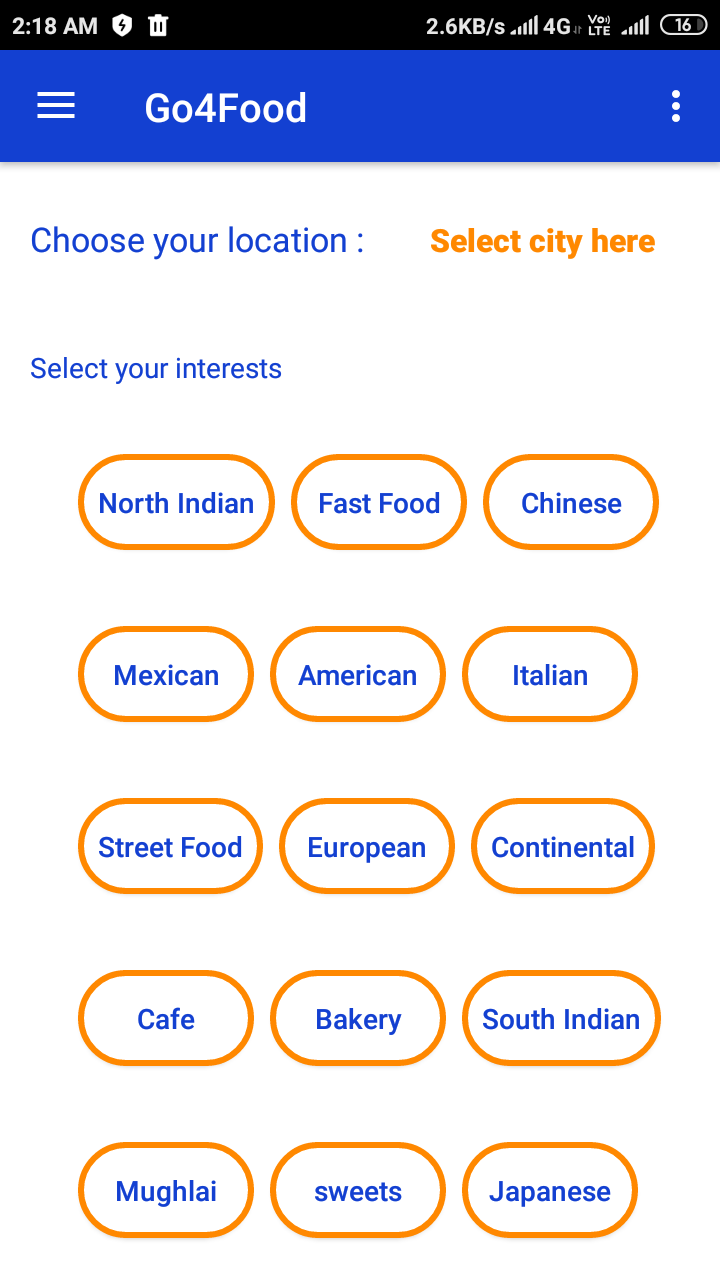 2:18 AM 2.6KB/s 4G Vo) LTE 16
Go4Food
Choose your location : Select city here
Select your interests
North Indian Fast Food Chinese
Mexican American Italian
Street Food European Continental
Cafe Bakery South Indian
Mughlai sweets Japanese